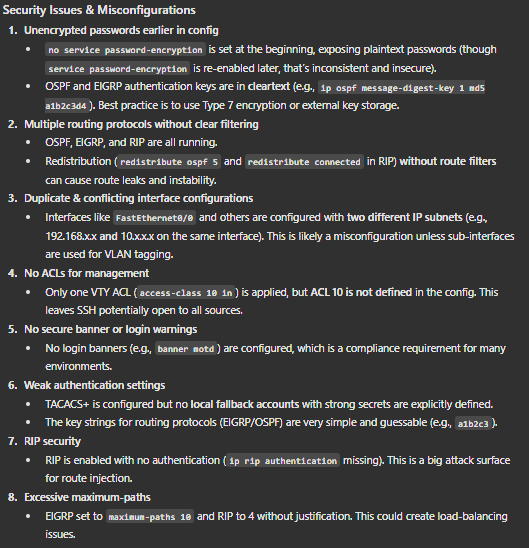 Security Issues & Misconfigurations
1. Unencrypted passwords earlier in config
• no service password-encryption is set at the beginning, exposing plaintext passwords (though
service password-encryption is re-enabled later, that's inconsistent and insecure).
• OSPF and EIGRP authentication keys are in cleartext (e.g., ip ospf message-digest-key 1 md5
a1b2c3d4 ). Best practice is to use Type 7 encryption or external key storage.
2. Multiple routing protocols without clear filtering
• OSPF, EIGRP, and RIP are all running.
• Redistribution ( redistribute ospf 5 and redistribute connected in RIP) without route filters
can cause route leaks and instability.
3. Duplicate & conflicting interface configurations
• Interfaces like FastEthernet0/0 and others are configured with two different IP subnets (e.g.,
192.168.x.x and 10.x.x.x on the same interface). This is likely a misconfiguration unless sub-interfaces
are used for VLAN tagging.
4. No ACLs for management
• Only one VTY ACL ( access-class 10 in ) is applied, but ACL 10 is not defined in the config. This
leaves SSH potentially open to all sources.
5. No secure banner or login warnings
• No login banners (e.g., banner motd ) are configured, which is a compliance requirement for many
environments.
6. Weak authentication settings
• TACACS+ is configured but no local fallback accounts with strong secrets are explicitly defined.
• The key strings for routing protocols (EIGRP/OSPF) are very simple and guessable (e.g., a1b2c3 ).
7. RIP security
• RIP is enabled with no authentication ( ip rip authentication missing). This is a big attack surface
for route injection.
8. Excessive maximum-paths
• EIGRP set to maximum-paths 10 and RIP to 4 without justification. This could create load-balancing
issues.